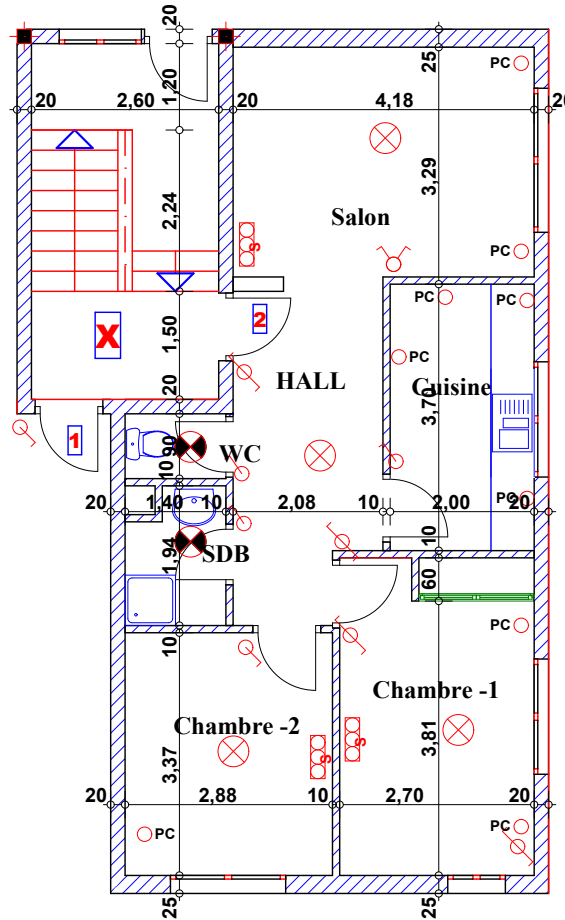 20
25
PC
20
2,60
1,20
20
4,18
20
3,29
2,24
Salon
S
PC
PC
PC
2
X
1,50
PC
HALL
Cuisine
3,70
20
1
90
WC
10
PC
20
1,40
10
2,08
10
2,00
20
1,94
SDB
10
60
10
PC
Chambre -1
Chambre -2
S
S
3,81
3,37
20
2,88
10
2,70
20
PC
PC
25
25